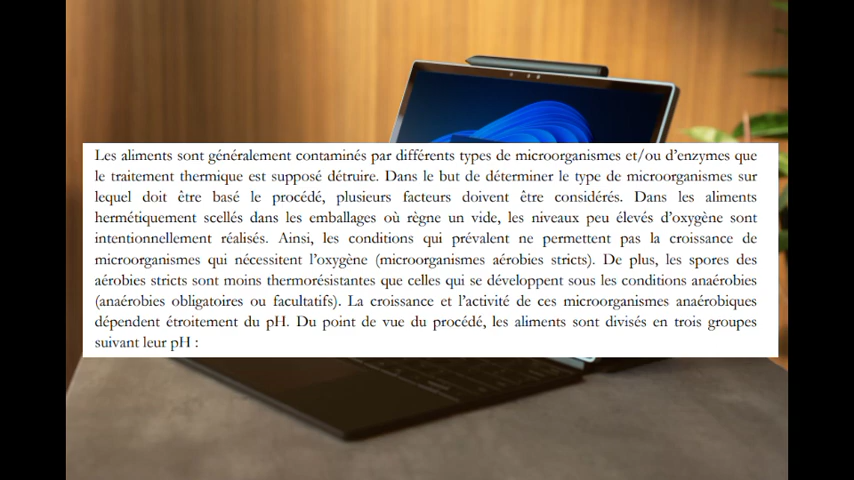 Les aliments sont généralement contaminés par différents types de microorganismes et/ou d'enzymes que
le traitement thermique est supposé détruire. Dans le but de déterminer le type de microorganismes sur
lequel doit être basé le procédé, plusieurs facteurs doivent être considérés. Dans les aliments
hermétiquement scellés dans les emballages où règne un vide, les niveaux peu élevés d'oxygène sont
intentionnellement réalisés. Ainsi, les conditions qui prévalent ne permettent pas la croissance de
microorganismes qui nécessitent l'oxygène (microorganismes aérobies stricts). De plus, les spores des
aérobies stricts sont moins thermorésistantes que celles qui se développent sous les conditions anaérobies
(anaérobies obligatoires ou facultatifs). La croissance et l'activité de ces microorganismes anaérobiques
dépendent étroitement du pH. Du point de vue du procédé, les aliments sont divisés en trois groupes
suivant leur pH :